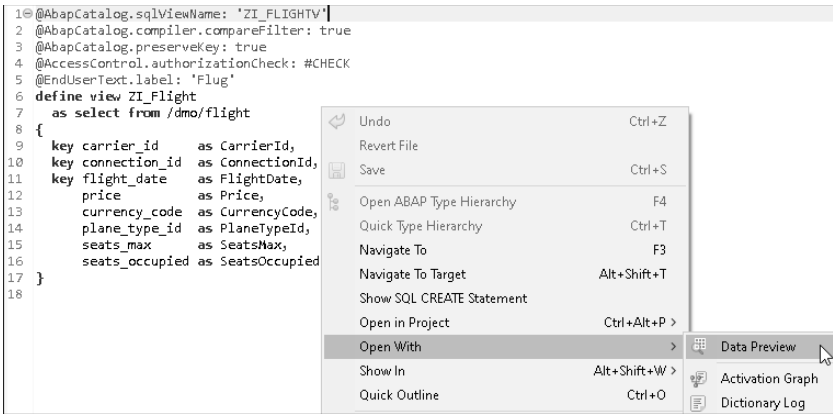 1 @AbapCatalog.sqlViewName: 'ZI_FLIGHTV'
2 @AbapCatalog.compiler.compareFilter: true
3 @AbapCatalog.preserveKey: true
4 @AccessControl.authorizationCheck: #CHECK
5 @EndUserText.label: 'Flug'
6 define view ZI_Flight
7 as select from /dmo/flight
8 {
9 key carrier_id as CarrierId,
10 key connection_id as ConnectionId,
11 key flight_date as FlightDate,
12 price as Price,
13 currency_code as CurrencyCode,
14 plane_type_id as PlaneTypeId,
15 seats_max as SeatsMax,
16 seats_occupied as SeatsOccupied
17 }
18
Undo Ctrl+Z
Revert File
Save Ctrl+S
Open ABAP Type Hierarchy F4
Quick Type Hierarchy Ctrl+T
Navigate To F3
Navigate To Target Alt+Shift+T
Show SQL CREATE Statement
Open in Project Ctrl+Alt+P >
Open With >
Show In Alt+Shift+W >
Quick Outline Ctrl+O
Data Preview
Activation Graph
Dictionary Log